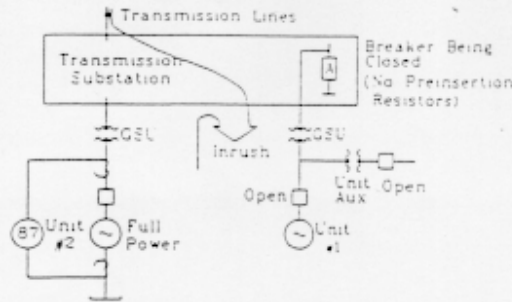 Transmission Lines
Transmission
Substation
Breaker Being
Closed
(No Preinsertion
Resistors)
A
GSU
GSU
Inrush
Unit
Aux
Open
Open
87
Unit
#2
Full
Power
Unit
#1